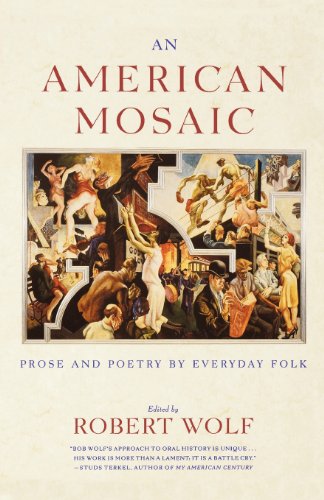 AN
AMERICAN
MOSAIC
PROSE AND POETRY BY EVERYDAY FOLK
Edited by
ROBERT WOLF
"BOB WOLF'S APPROACH TO ORAL HISTORY IS UNIQUE . . .
HIS WORK IS MORE THAN A LAMENT; IT IS A BATTLE CRY."
—STUDS TERKEL, AUTHOR OF MY AMERICAN CENTURY